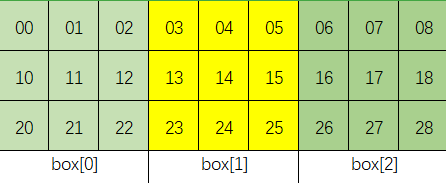 00 01 02 03 04 05 06 07 08
10 11 12 13 14 15 16 17 18
20 21 22 23 24 25 26 27 28
box[0] box[1] box[2]